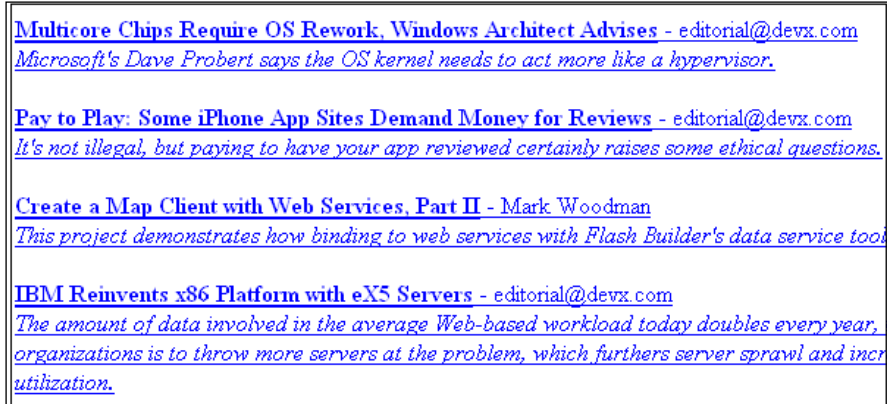 Multicore Chips Require OS Rework, Windows Architect Advises - editorial@devx.com
Microsoft's Dave Probert says the OS kernel needs to act more like a hypervisor.
Pay to Play: Some iPhone App Sites Demand Money for Reviews - editorial@devx.com
It's not illegal, but paying to have your app reviewed certainly raises some ethical questions.
Create a Map Client with Web Services, Part II - Mark Woodman
This project demonstrates how binding to web services with Flash Builder's data service tool
IBM Reinvents x86 Platform with eX5 Servers - editorial@devx.com
The amount of data involved in the average Web-based workload today doubles every year,
organizations is to throw more servers at the problem, which furthers server sprawl and incr
utilization.